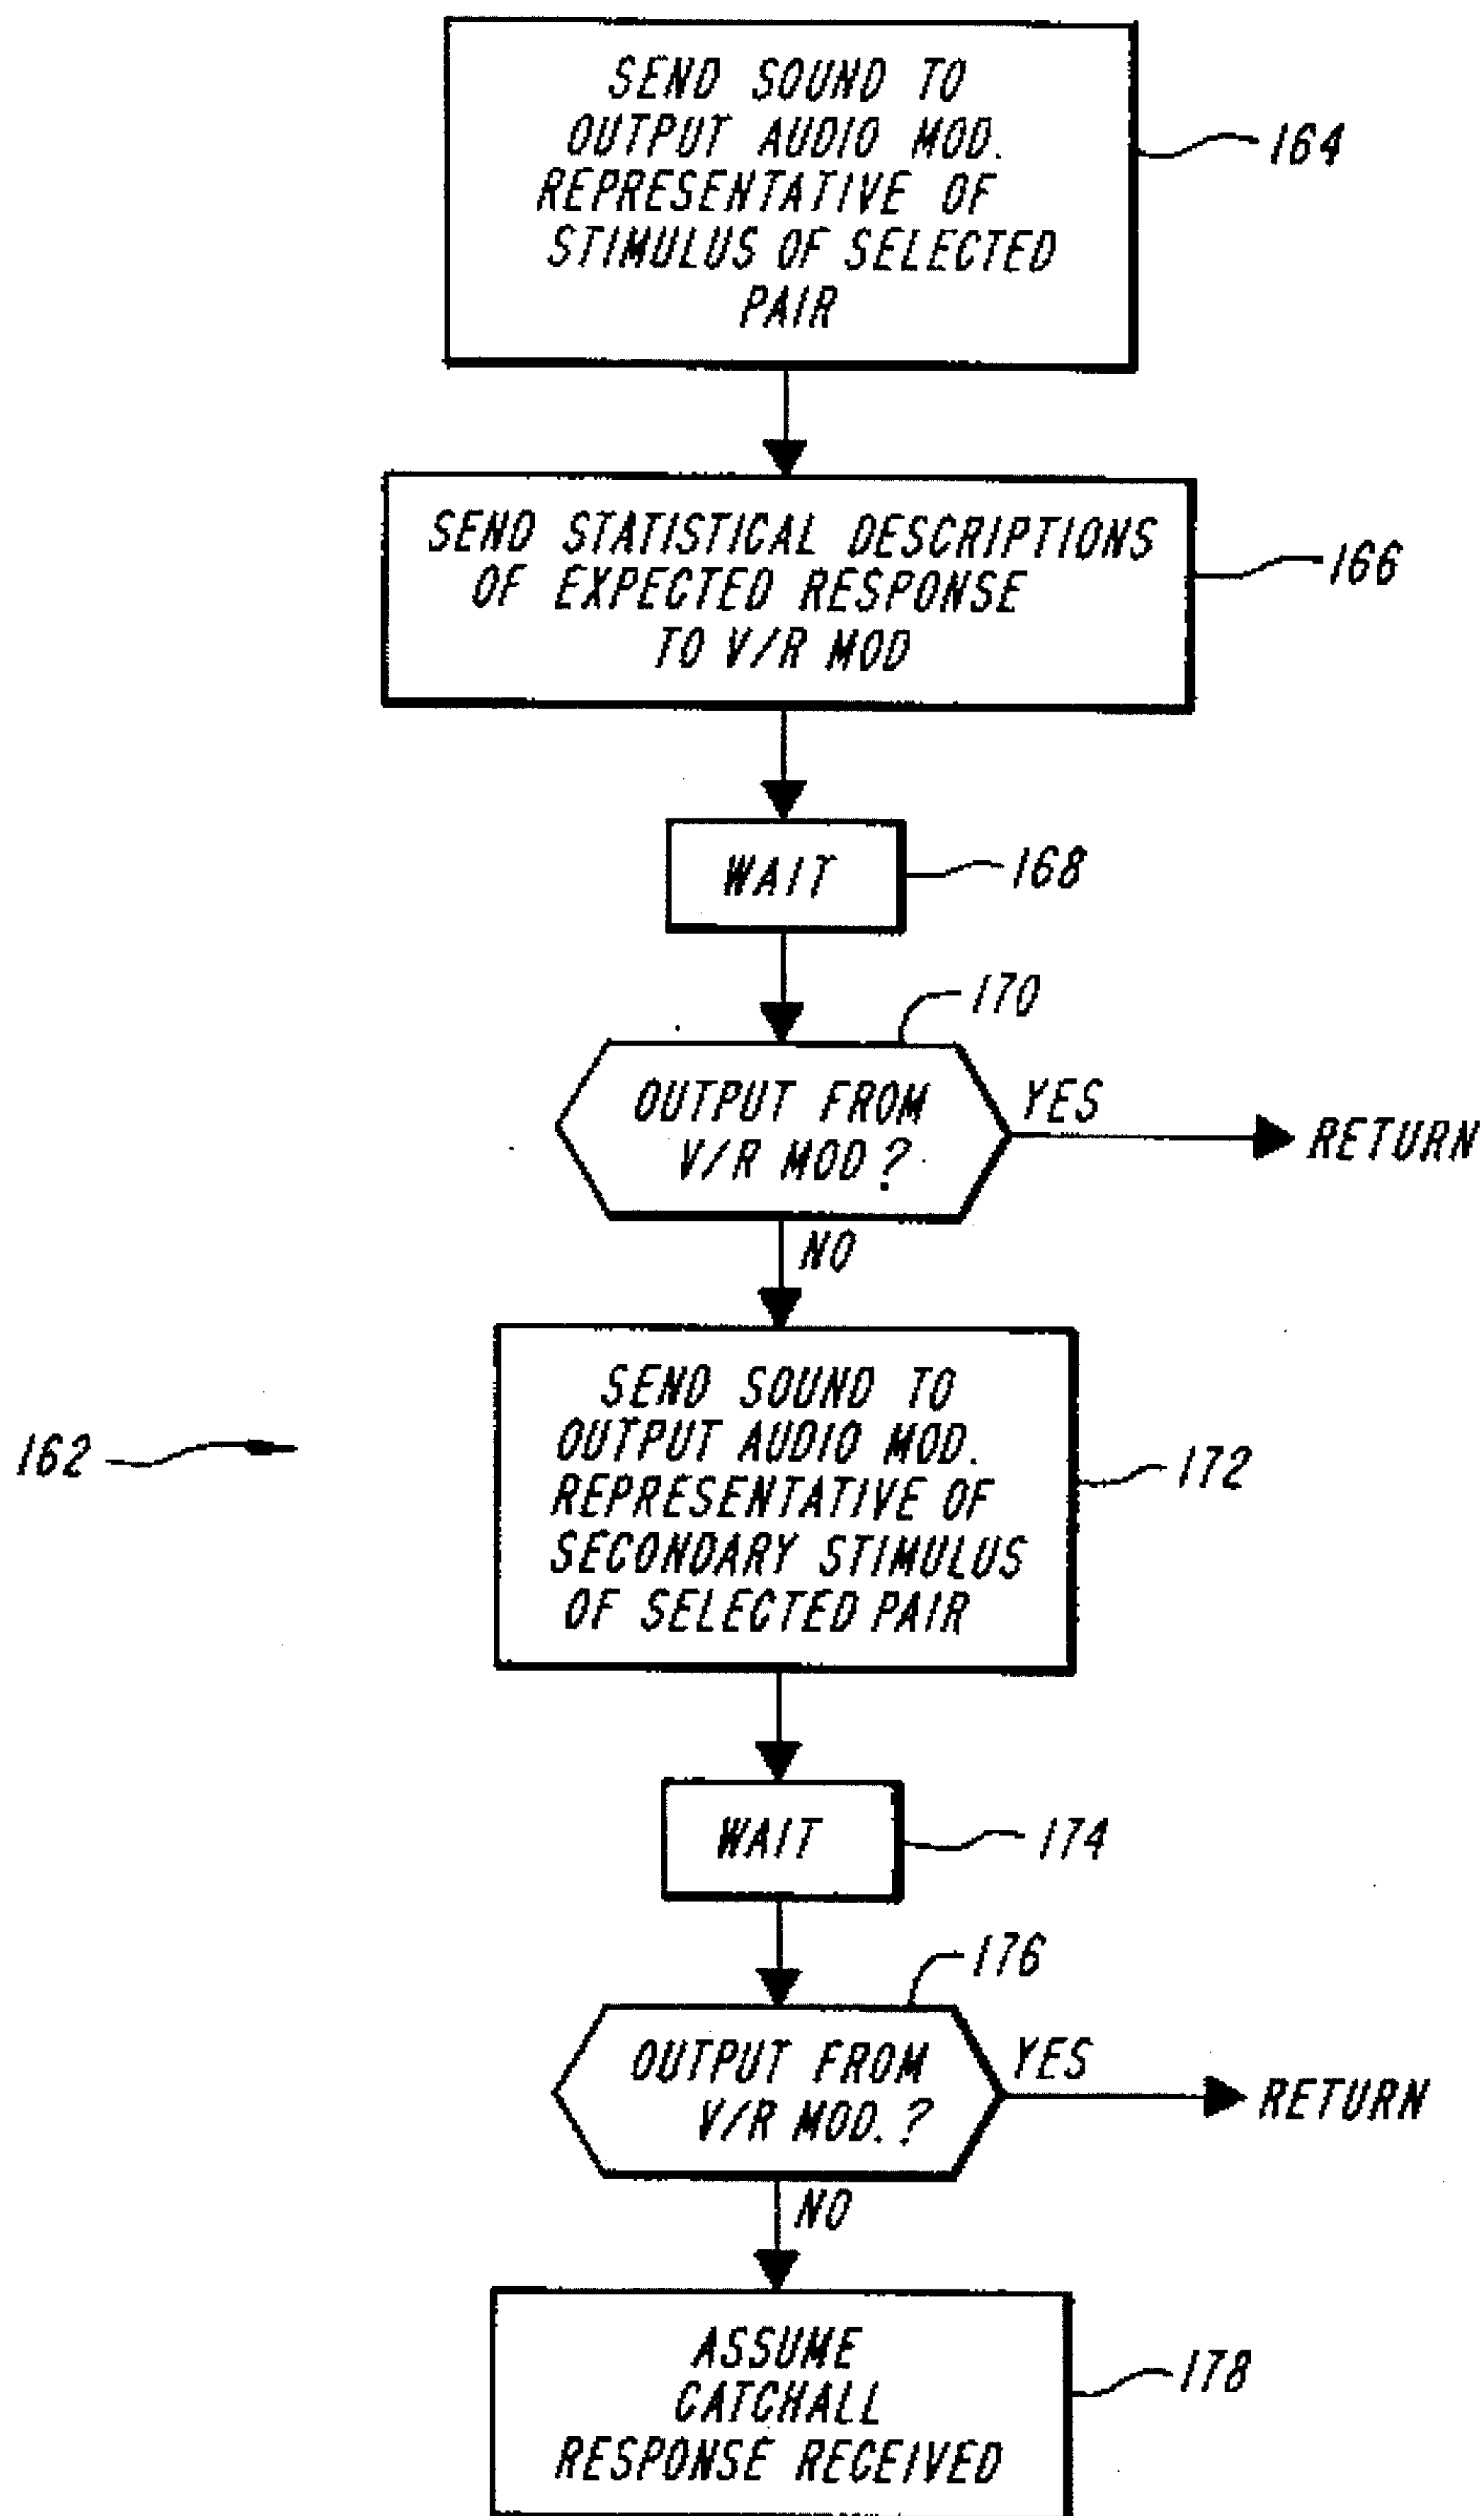 SEND SOUND TO
OUTPUT AUDIO MOD.
REPRESENTATIVE OF
STIMULUS OF SELECTED
PAIR
164
SEND STATISTICAL DESCRIPTIONS
OF EXPECTED RESPONSE
TO V/R MOD
166
WAIT
168
170
OUTPUT FROM
V/R MOD?
YES
RETURN
NO
162
SEND SOUND TO
OUTPUT AUDIO MOD.
REPRESENTATIVE OF
SECONDARY STIMULUS
OF SELECTED PAIR
172
WAIT
174
176
OUTPUT FROM
V/R MOD.?
YES
RETURN
NO
ASSUME
CATCHALL
RESPONSE RECEIVED
178